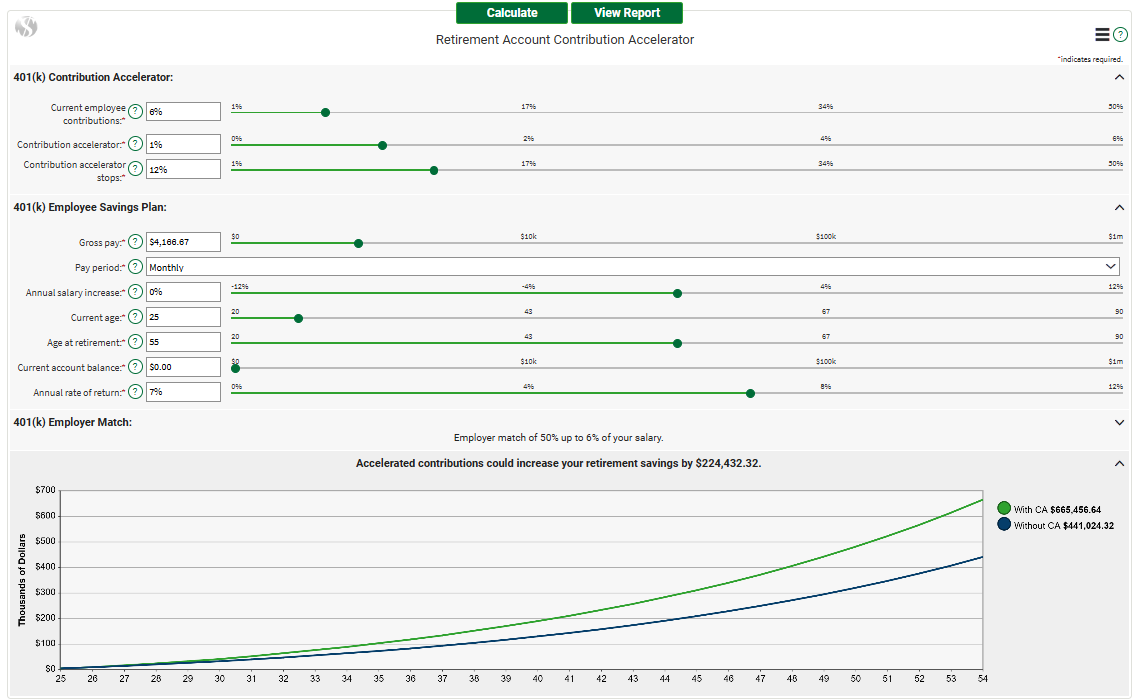 Calculate View Report
Retirement Account Contribution Accelerator
?
*indicates required.
401(k) Contribution Accelerator:
Current employee contributions:* ? 6% 1% 17% 34% 50%
Contribution accelerator:* ? 1% 0% 2% 4% 6%
Contribution accelerator stops:* ? 12% 1% 17% 34% 50%
401(k) Employee Savings Plan:
Gross pay:* ? $4,166.67 $0 $10k $100k $1m
Pay period:* ? Monthly
Annual salary increase:* ? 0% -12% -4% 4% 12%
Current age:* ? 25 20 43 67 90
Age at retirement:* ? 55 20 43 67 90
Current account balance:* ? $0.00 $0 $10k $100k $1m
Annual rate of return:* ? 7% 0% 4% 8% 12%
401(k) Employer Match:
Employer match of 50% up to 6% of your salary.
Accelerated contributions could increase your retirement savings by $224,432.32.
Thousands of Dollars
$700
$600
$500
$400
$300
$200
$100
$0
25 26 27 28 29 30 31 32 33 34 35 36 37 38 39 40 41 42 43 44 45 46 47 48 49 50 51 52 53 54
With CA $665,456.64
Without CA $441,024.32